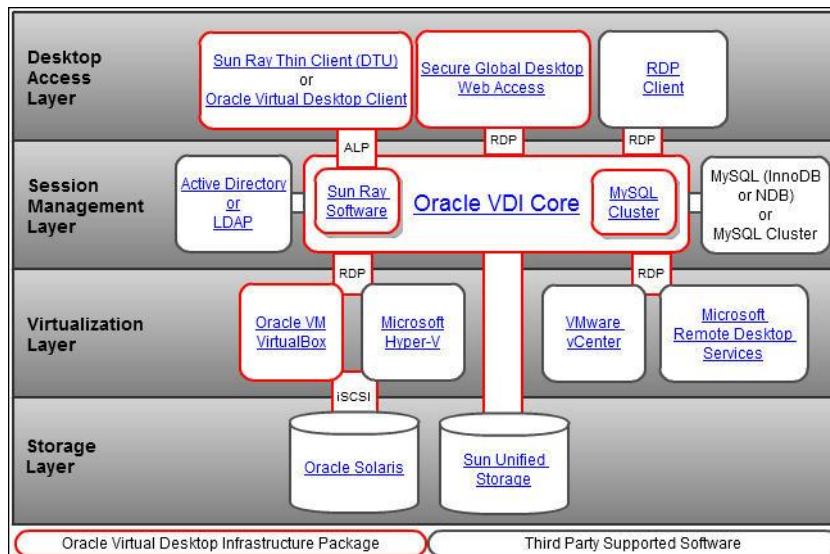 Desktop
Access
Layer
Sun Ray Thin Client (DTU)
or
Oracle Virtual Desktop Client
Secure Global Desktop
Web Access
RDP
Client
ALP
RDP
RDP
Session
Management
Layer
Active Directory
or
LDAP
Sun Ray
Software
Oracle VDI Core
MySQL
Cluster
MySQL (InnoDB
or NDB)
or
MySQL Cluster
RDP
RDP
Virtualization
Layer
Oracle VM
VirtualBox
Microsoft
Hyper-V
VMware
vCenter
Microsoft
Remote Desktop
Services
iSCSI
Storage
Layer
Oracle Solaris
Sun Unified
Storage
Oracle Virtual Desktop Infrastructure Package
Third Party Supported Software